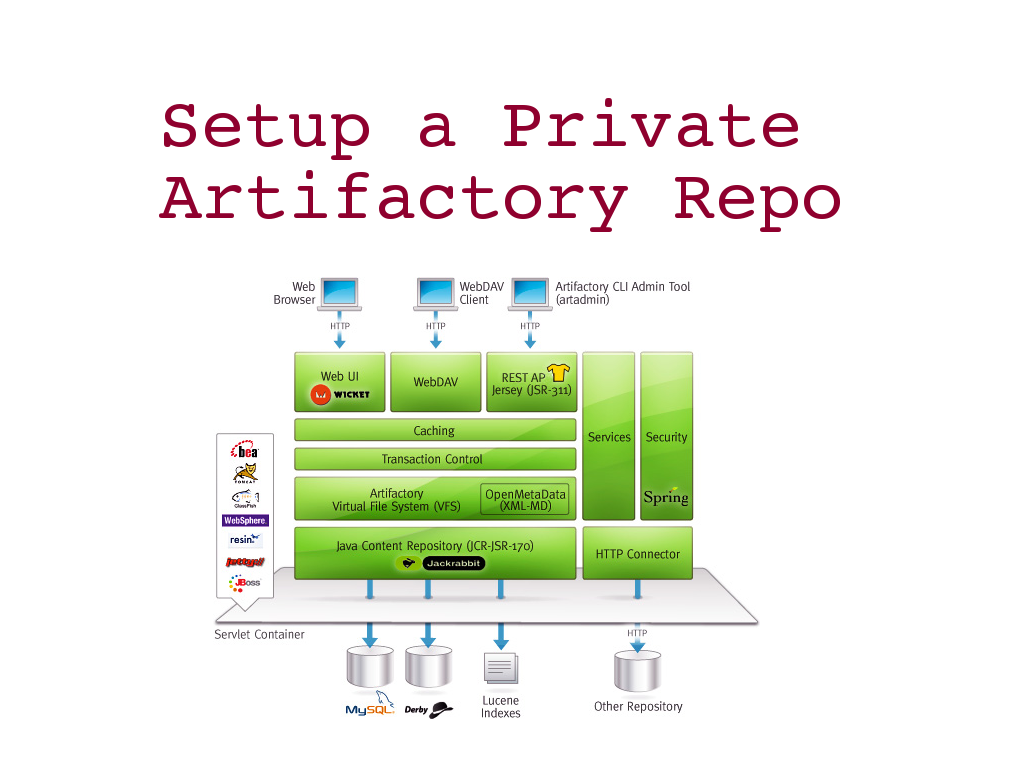 Setup a Private
Artifactory Repo
Web
Browser
WebDAV
Client
Artifactory CLI Admin Tool
(artadmin)
HTTP
HTTP
HTTP
Web UI
WICKET
WebDAV
REST AP
Jersey (JSR-311)
Services
Security
Spring
Caching
Transaction Control
Artifactory
Virtual File System (VFS)
OpenMetaData
(XML-MD)
Java Content Repository (JCR-JSR-170)
Jackrabbit
HTTP Connector
bea
TOMCAT
GlassFish
WebSphere.
resin
jetty://
JBoss
Servlet Container
HTTP
MySQL
Derby
Lucene
Indexes
Other Repository